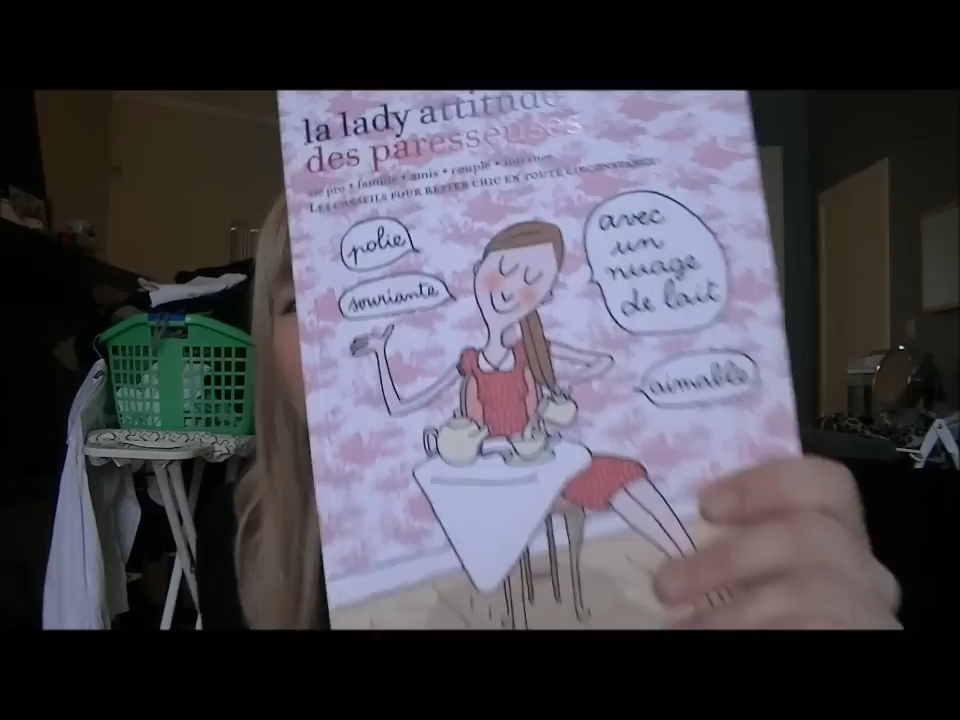 la lady attitude
des paresseuses
vie pro • famille • amis • couple • internet
LES CONSEILS POUR RESTER CHIC EN TOUTE CIRCONSTANCE
polie
souriante
avec
un
nuage
de lait
aimable